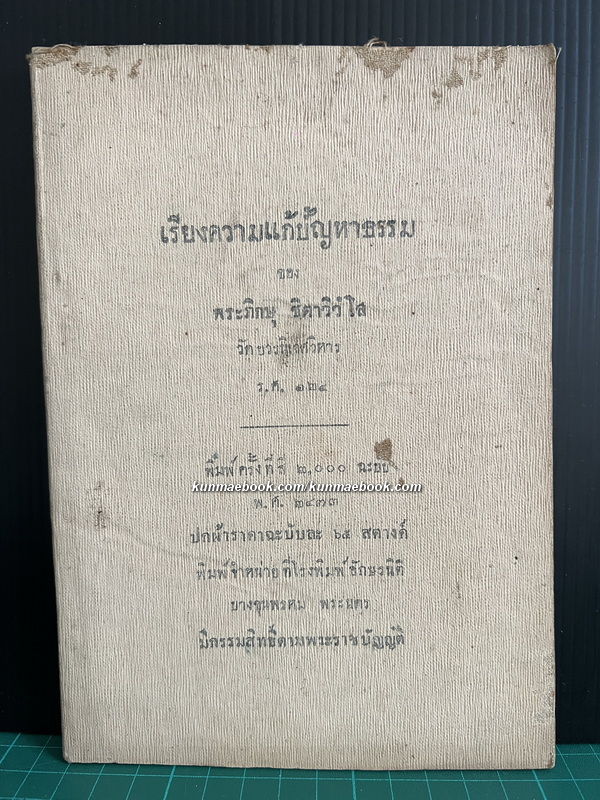 เรียงความแก้ปัญหาธรรม
ของ
พระภิกษุ ชิตาวิวํโส
วัดบวรนิเวศวิหาร
ร.ศ. ๑๒๔
พิมพ์ครั้งที่ ๒,๐๐๐ ฉะบับ
kunmaebook.com/kunmaebook.com
พ.ศ. ๒๔๗๓
ปกผ้าราคาฉะบับละ ๖๕ สตางค์
พิมพ์จำหน่ายที่โรงพิมพ์อักษรนิติ
บางขุนพรหม พระนคร
มีกรรมสิทธิ์ตามพระราชบัญญัติ